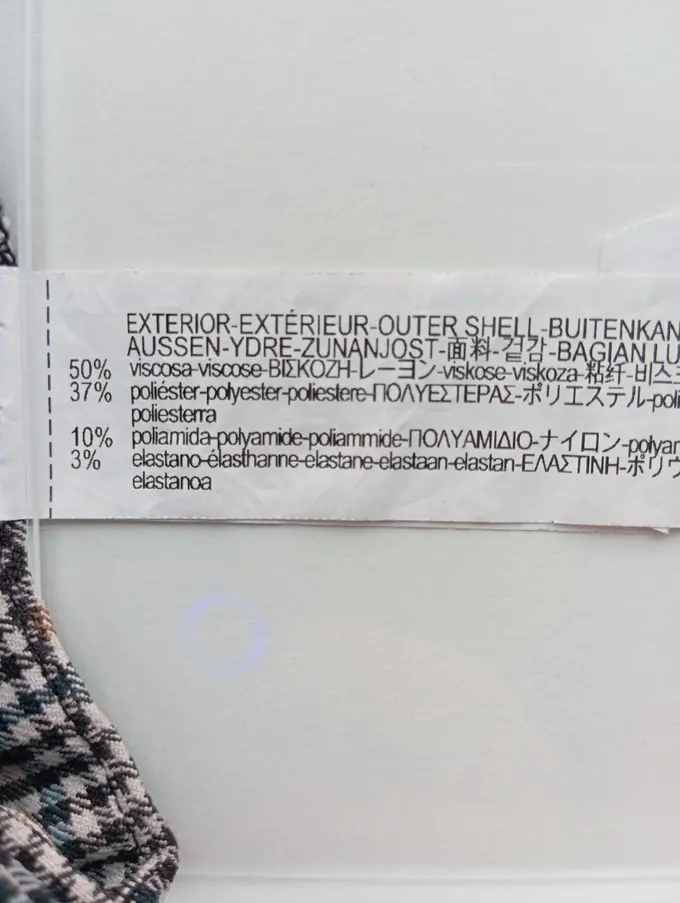 EXTERIOR-EXTÉRIEUR-OUTER SHELL-BUITENKAN
AUSSEN-YDRE-ZUNANJOST-面料-겉감-BAGIAN LU
50% viscosa-viscose-ΒΙΣΚΟΖΗ-レーヨン-viskose-viskoza-粘纤-비스
37% poliéster-polyester-poliestere-ΠΟΛΥΕΣΤΕΡΑΣ-ポリエステル-poli
poliesterra
10% poliamida-polyamide-poliammide-ΠΟΛΥΑΜΙΔΙΟ-ナイロン-polyam
3% elastano-élasthanne-elastane-elastaan-elastan-ΕΛΑΣΤΙΝΗ-ポリウ
elastanoa